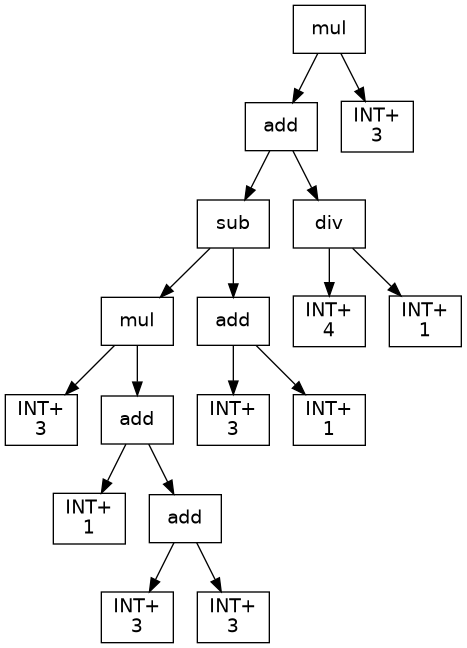 mul
add
INT+
3
sub
div
mul
add
INT+
4
INT+
1
INT+
3
add
INT+
3
INT+
1
INT+
1
add
INT+
3
INT+
3